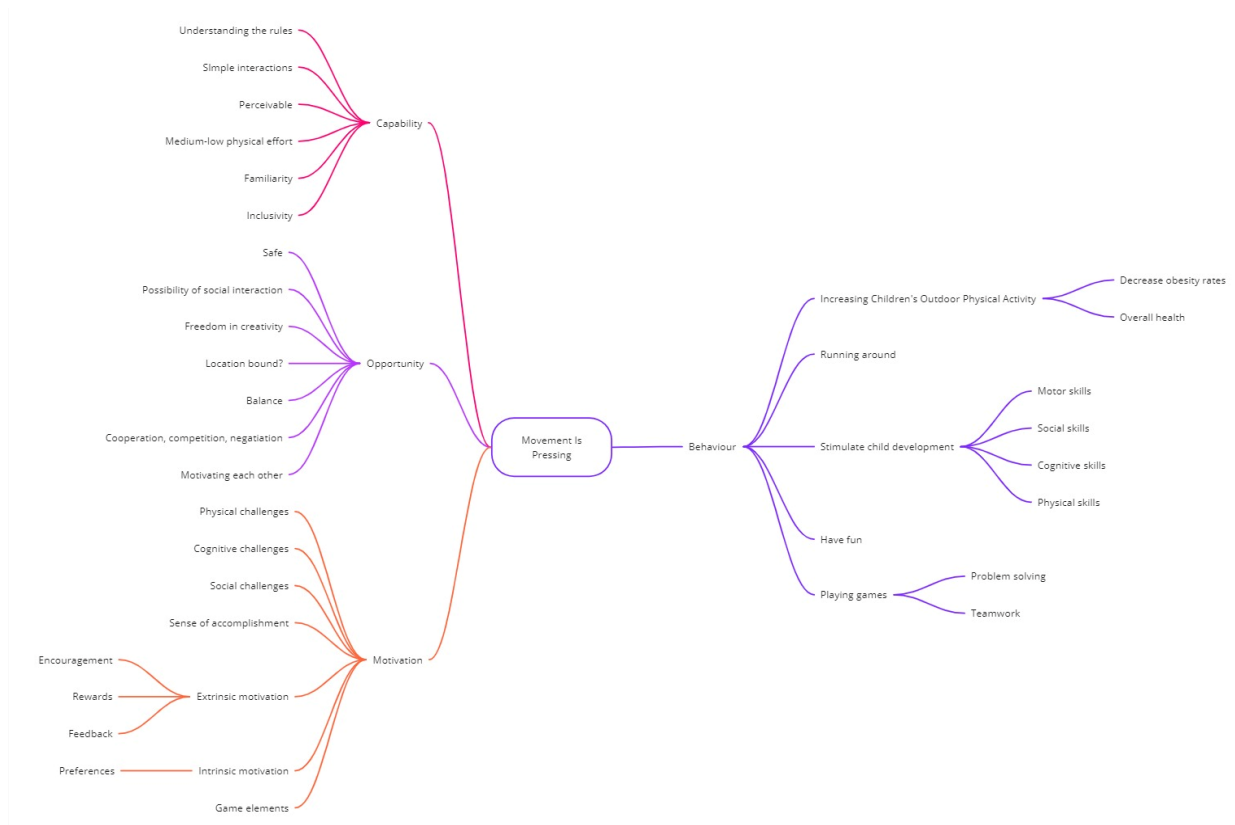 Understanding the rules
SImple interactions
Perceivable
Medium-low physical effort
Familiarity
Inclusivity
Capability
Safe
Possibility of social interaction
Freedom in creativity
Location bound?
Balance
Cooperation, competition, negatiation
Motivating each other
Opportunity
Physical challenges
Cognitive challenges
Social challenges
Sense of accomplishment
Encouragement
Rewards
Feedback
Extrinsic motivation
Preferences
Intrinsic motivation
Game elements
Motivation
Movement Is
Pressing
Behaviour
Increasing Children's Outdoor Physical Activity
Decrease obesity rates
Overall health
Running around
Stimulate child development
Motor skills
Social skills
Cognitive skills
Physical skills
Have fun
Playing games
Problem solving
Teamwork